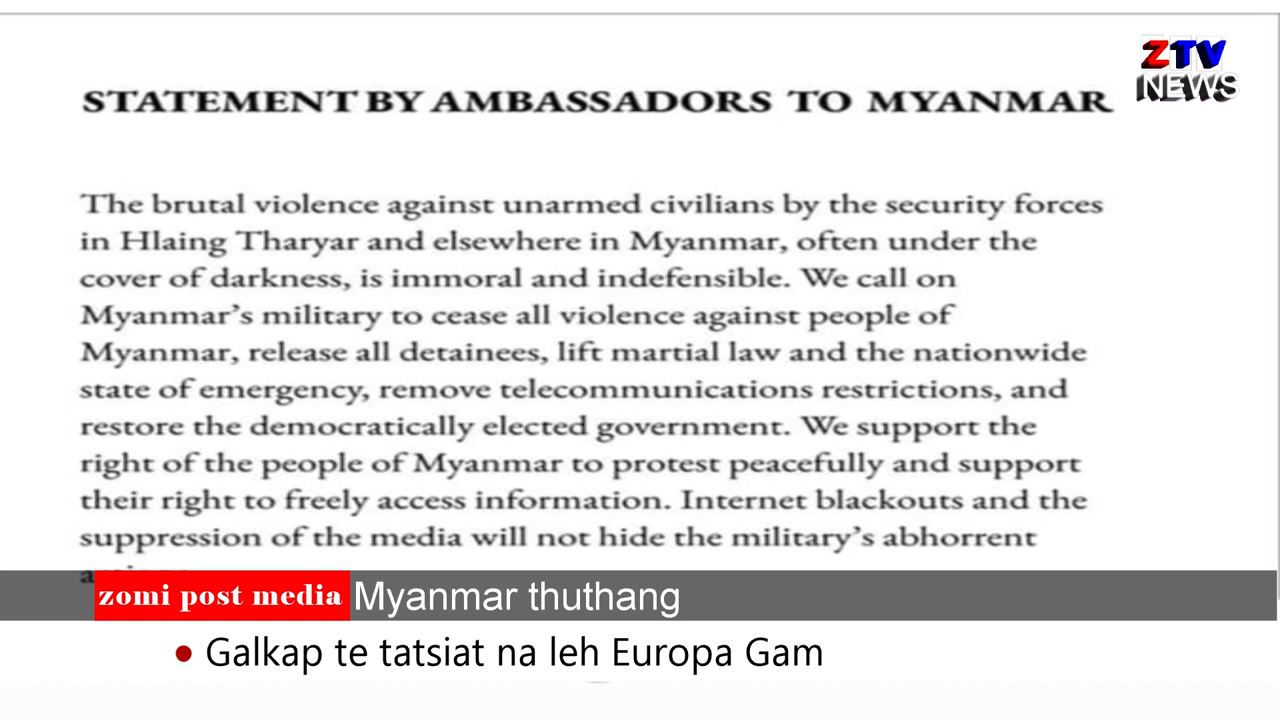 ZTV
NEWS
STATEMENT BY AMBASSADORS TO MYANMAR
The brutal violence against unarmed civilians by the security forces
in Hlaing Tharyar and elsewhere in Myanmar, often under the
cover of darkness, is immoral and indefensible. We call on
Myanmar’s military to cease all violence against people of
Myanmar, release all detainees, lift martial law and the nationwide
state of emergency, remove telecommunications restrictions, and
restore the democratically elected government. We support the
right of the people of Myanmar to protest peacefully and support
their right to freely access information. Internet blackouts and the
suppression of the media will not hide the military’s abhorrent
zomi post media Myanmar thuthang
• Galkap te tatsiat na leh Europa Gam